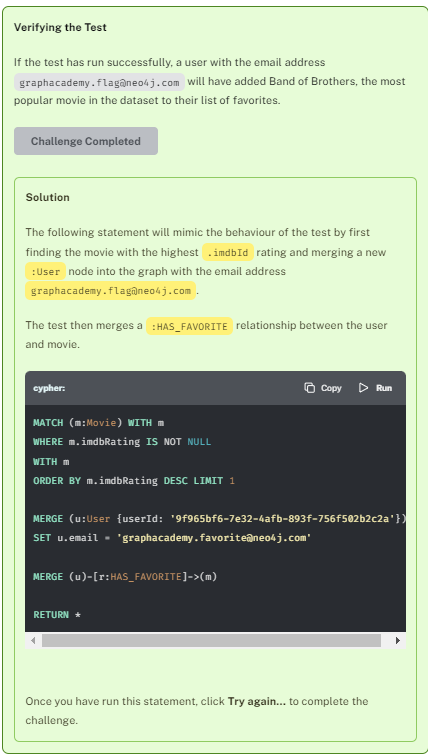 Verifying the Test
If the test has run successfully, a user with the email address
graphacademy.flag@neo4j.com will have added Band of Brothers, the most
popular movie in the dataset to their list of favorites.
Challenge Completed
Solution
The following statement will mimic the behaviour of the test by first
finding the movie with the highest .imdbId rating and merging a new
:User node into the graph with the email address
graphacademy.flag@neo4j.com.
The test then merges a :HAS_FAVORITE relationship between the user
and movie.
cypher: Copy Run
MATCH (m:Movie) WITH m
WHERE m.imdbRating IS NOT NULL
WITH m
ORDER BY m.imdbRating DESC LIMIT 1
MERGE (u:User {userId: '9f965bf6-7e32-4afb-893f-756f502b2c2a'})
SET u.email = 'graphacademy.favorite@neo4j.com'
MERGE (u)-[r:HAS_FAVORITE]->(m)
RETURN *
Once you have run this statement, click Try again... to complete the
challenge.